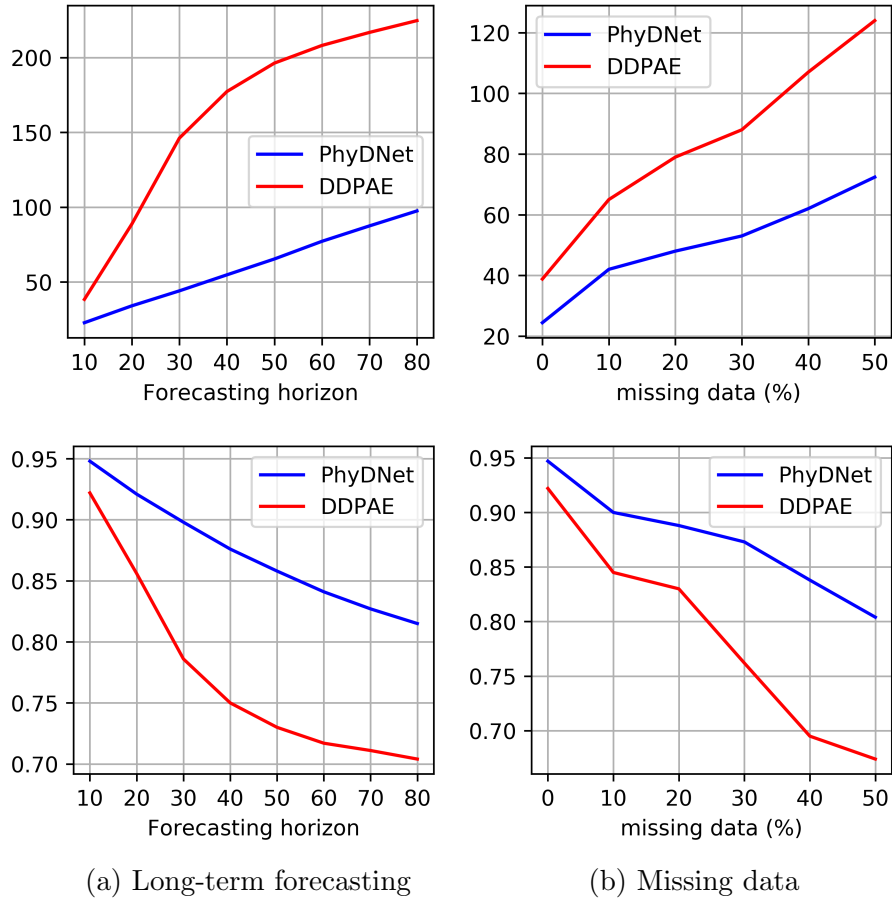 200
150
100
50
PhyDNet
DDPAE
10 20 30 40 50 60 70 80
Forecasting horizon
120
100
80
60
40
20
PhyDNet
DDPAE
0 10 20 30 40 50
missing data (%)
0.95
0.90
0.85
0.80
0.75
0.70
PhyDNet
DDPAE
10 20 30 40 50 60 70 80
Forecasting horizon
0.95
0.90
0.85
0.80
0.75
0.70
PhyDNet
DDPAE
0 10 20 30 40 50
missing data (%)
(a) Long-term forecasting
(b) Missing data